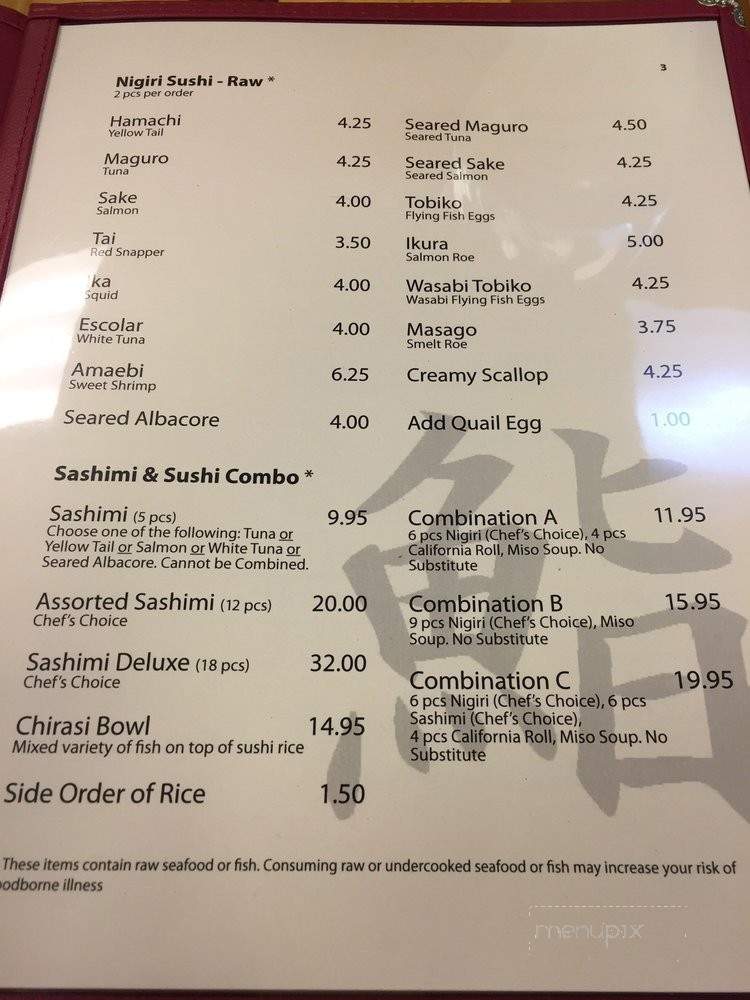 3
Nigiri Sushi - Raw *
2 pcs per order
Hamachi 4.25
Yellow Tail
Maguro 4.25
Tuna
Sake 4.00
Salmon
Tai 3.50
Red Snapper
ka 4.00
Squid
Escolar 4.00
White Tuna
Amaebi 6.25
Sweet Shrimp
Seared Albacore 4.00
Seared Maguro 4.50
Seared Tuna
Seared Sake 4.25
Seared Salmon
Tobiko 4.25
Flying Fish Eggs
Ikura 5.00
Salmon Roe
Wasabi Tobiko 4.25
Wasabi Flying Fish Eggs
Masago 3.75
Smelt Roe
Creamy Scallop 4.25
Add Quail Egg 1.00
Sashimi & Sushi Combo *
Sashimi (5 pcs) 9.95
Choose one of the following: Tuna or
Yellow Tail or Salmon or White Tuna or
Seared Albacore. Cannot be Combined.
Assorted Sashimi (12 pcs) 20.00
Chef's Choice
Sashimi Deluxe (18 pcs) 32.00
Chef's Choice
Chirasi Bowl 14.95
Mixed variety of fish on top of sushi rice
Side Order of Rice 1.50
Combination A 11.95
6 pcs Nigiri (Chef's Choice), 4 pcs
California Roll, Miso Soup. No
Substitute
Combination B 15.95
9 pcs Nigiri (Chef's Choice), Miso
Soup. No Substitute
Combination C 19.95
6 pcs Nigiri (Chef's Choice), 6 pcs
Sashimi (Chef's Choice),
4 pcs California Roll, Miso Soup. No
Substitute
鮨
These items contain raw seafood or fish. Consuming raw or undercooked seafood or fish may increase your risk of
oodborne illness
menupix